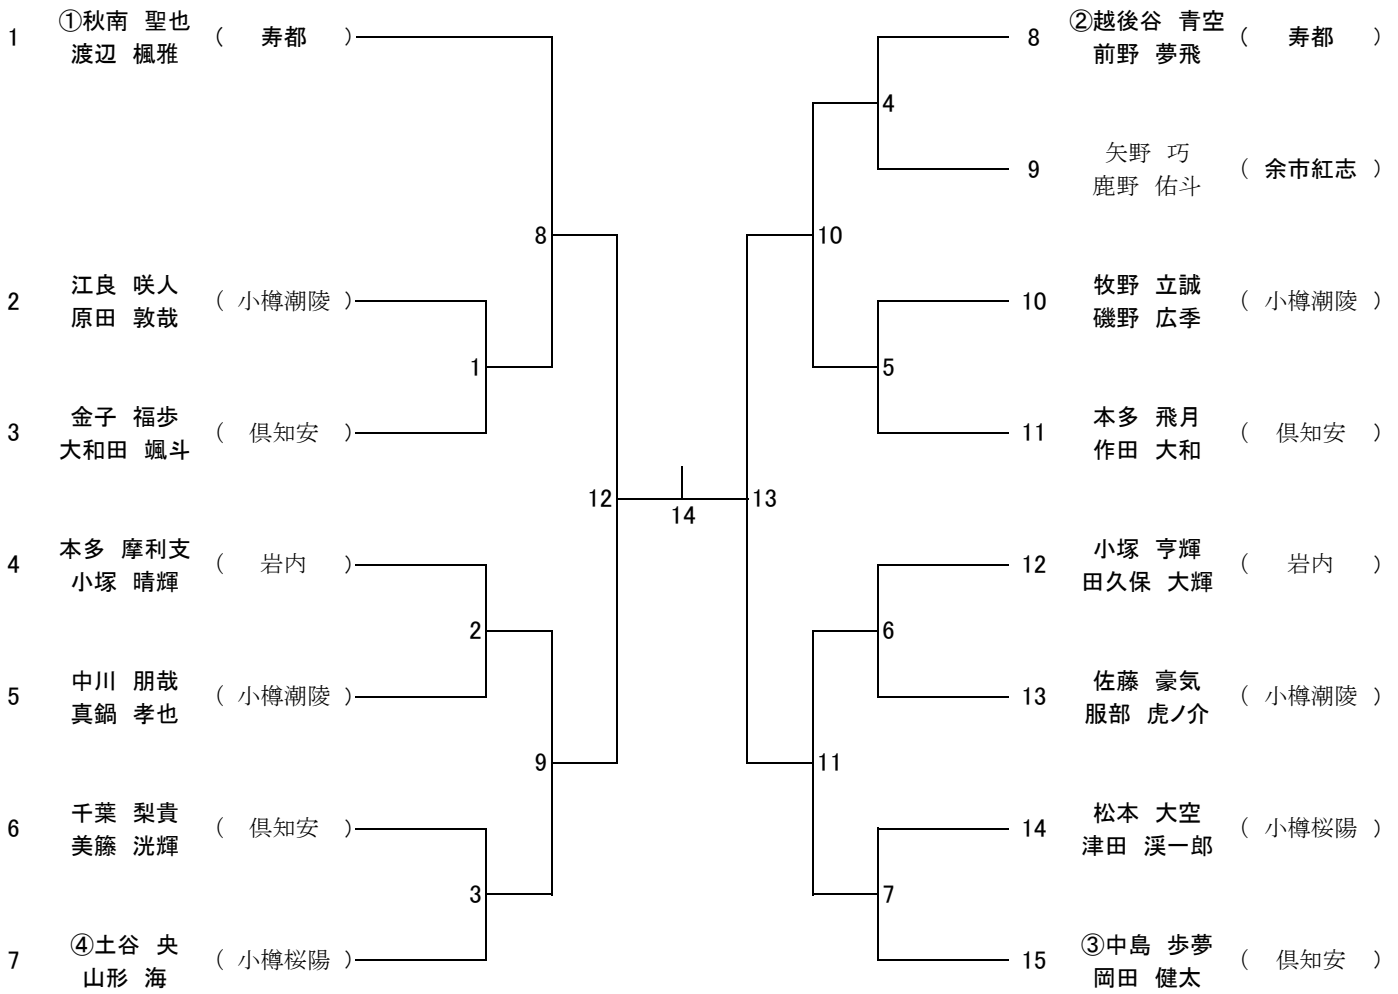 1 ①秋南 聖也 ( 寿都 )
渡辺 楓雅
2 江良 咲人 ( 小樽潮陵 )
原田 敦哉
3 金子 福歩 ( 倶知安 )
大和田 颯斗
4 本多 摩利支 ( 岩内 )
小塚 晴輝
5 中川 朋哉 ( 小樽潮陵 )
真鍋 孝也
6 千葉 梨貴 ( 倶知安 )
美籐 洸輝
7 ④土谷 央 ( 小樽桜陽 )
山形 海
8
1
2
9
3
12
14
13
4
10
5
6
11
7
8 ②越後谷 青空 ( 寿都 )
前野 夢飛
9 矢野 巧 ( 余市紅志 )
鹿野 佑斗
10 牧野 立誠 ( 小樽潮陵 )
磯野 広季
11 本多 飛月 ( 倶知安 )
作田 大和
12 小塚 亨輝 ( 岩内 )
田久保 大輝
13 佐藤 豪気 ( 小樽潮陵 )
服部 虎ノ介
14 松本 大空 ( 小樽桜陽 )
津田 渓一郎
15 ③中島 歩夢 ( 倶知安 )
岡田 健太